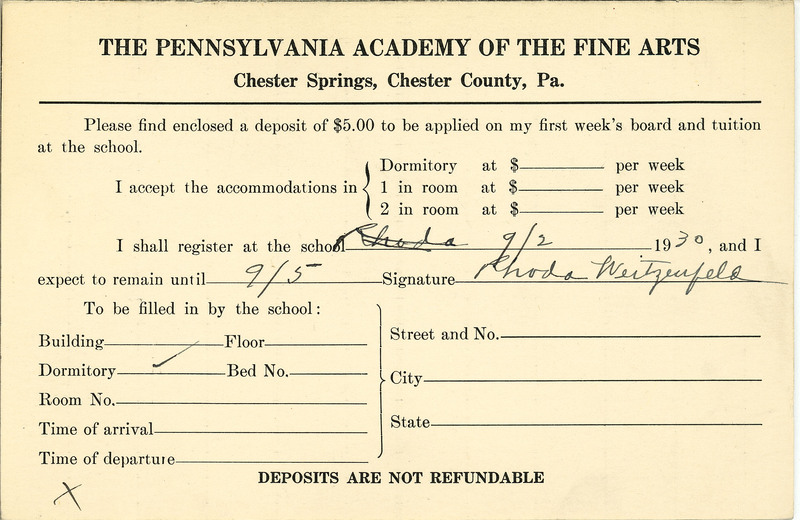 THE PENNSYLVANIA ACADEMY OF THE FINE ARTS
Chester Springs, Chester County, Pa.
Please find enclosed a deposit of $5.00 to be applied on my first week's board and tuition
at the school.
Dormitory at $ per week
I accept the accommodations in 1 in room at $ per week
2 in room at $ per week
I shall register at the school Rhoda 9/2 1930, and I
expect to remain until 9/5 Signature Rhoda Weitzenfeld
To be filled in by the school:
Building Floor
Street and No.
Dormitory ✓ Bed No.
City
Room No.
State
Time of arrival
Time of departure
DEPOSITS ARE NOT REFUNDABLE
X